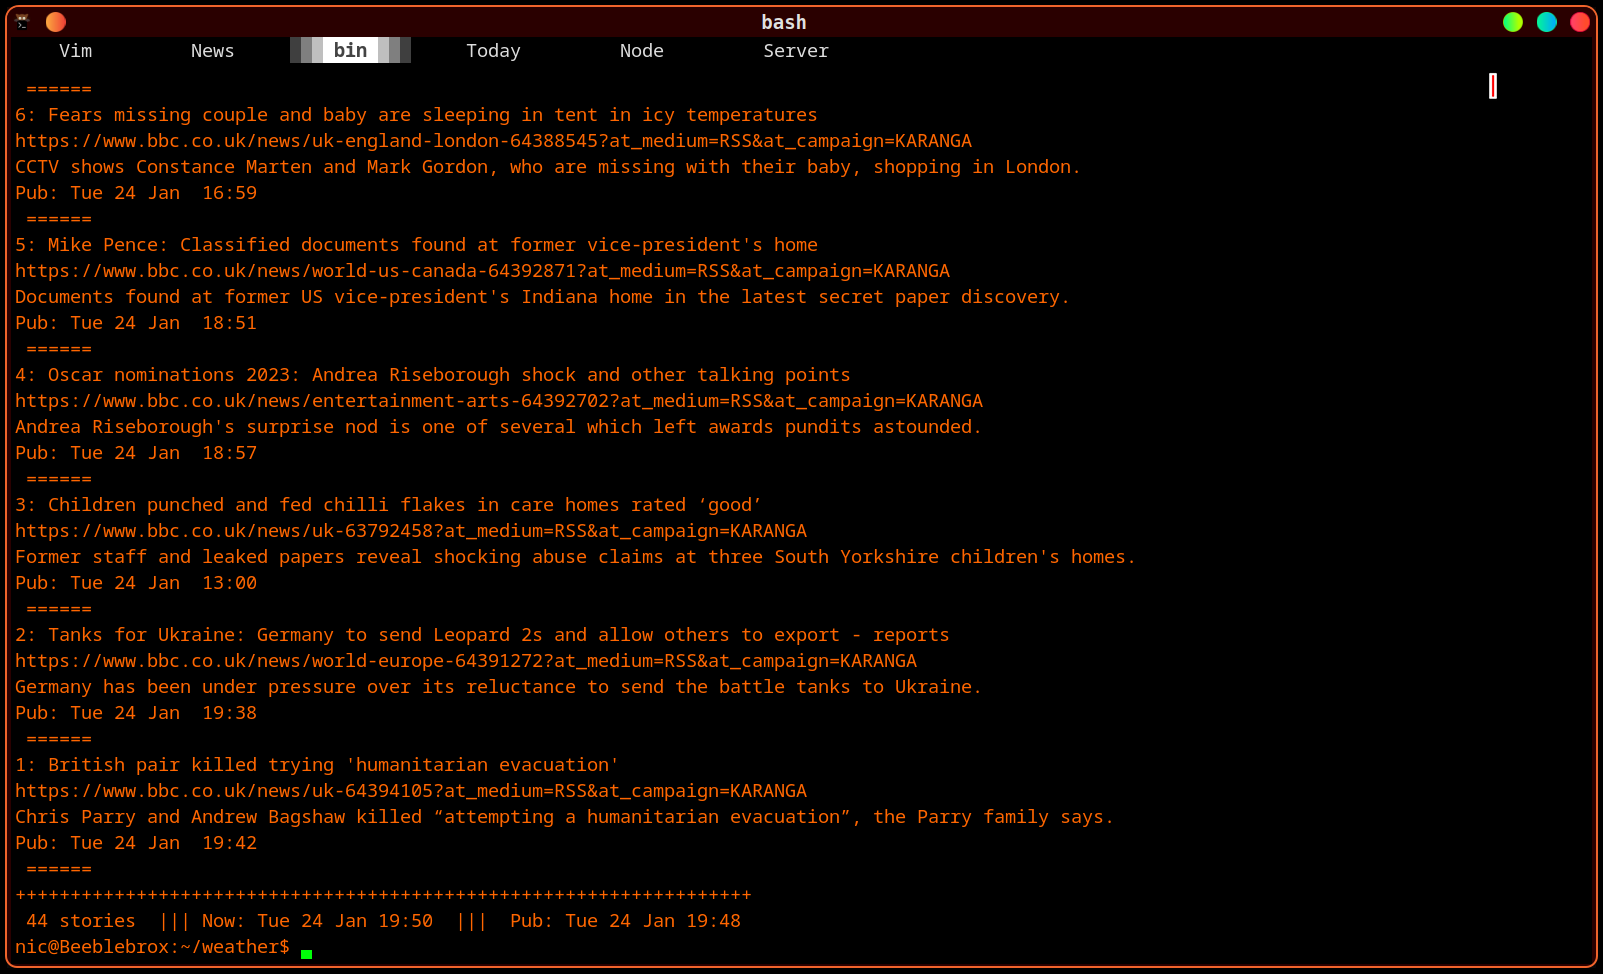 bash
Vim News bin Today Node Server
======
6: Fears missing couple and baby are sleeping in tent in icy temperatures
https://www.bbc.co.uk/news/uk-england-london-64388545?at_medium=RSS&at_campaign=KARANGA
CCTV shows Constance Marten and Mark Gordon, who are missing with their baby, shopping in London.
Pub: Tue 24 Jan  16:59
======
5: Mike Pence: Classified documents found at former vice-president's home
https://www.bbc.co.uk/news/world-us-canada-64392871?at_medium=RSS&at_campaign=KARANGA
Documents found at former US vice-president's Indiana home in the latest secret paper discovery.
Pub: Tue 24 Jan  18:51
======
4: Oscar nominations 2023: Andrea Riseborough shock and other talking points
https://www.bbc.co.uk/news/entertainment-arts-64392702?at_medium=RSS&at_campaign=KARANGA
Andrea Riseborough's surprise nod is one of several which left awards pundits astounded.
Pub: Tue 24 Jan  18:57
======
3: Children punched and fed chilli flakes in care homes rated ‘good’
https://www.bbc.co.uk/news/uk-63792458?at_medium=RSS&at_campaign=KARANGA
Former staff and leaked papers reveal shocking abuse claims at three South Yorkshire children's homes.
Pub: Tue 24 Jan  13:00
======
2: Tanks for Ukraine: Germany to send Leopard 2s and allow others to export - reports
https://www.bbc.co.uk/news/world-europe-64391272?at_medium=RSS&at_campaign=KARANGA
Germany has been under pressure over its reluctance to send the battle tanks to Ukraine.
Pub: Tue 24 Jan  19:38
======
1: British pair killed trying 'humanitarian evacuation'
https://www.bbc.co.uk/news/uk-64394105?at_medium=RSS&at_campaign=KARANGA
Chris Parry and Andrew Bagshaw killed “attempting a humanitarian evacuation”, the Parry family says.
Pub: Tue 24 Jan  19:42
======
+++++++++++++++++++++++++++++++++++++++++++++++++++++++++++++++++++
44 stories  ||| Now: Tue 24 Jan 19:50  |||  Pub: Tue 24 Jan 19:48
nic@Beeblebrox:~/weather$